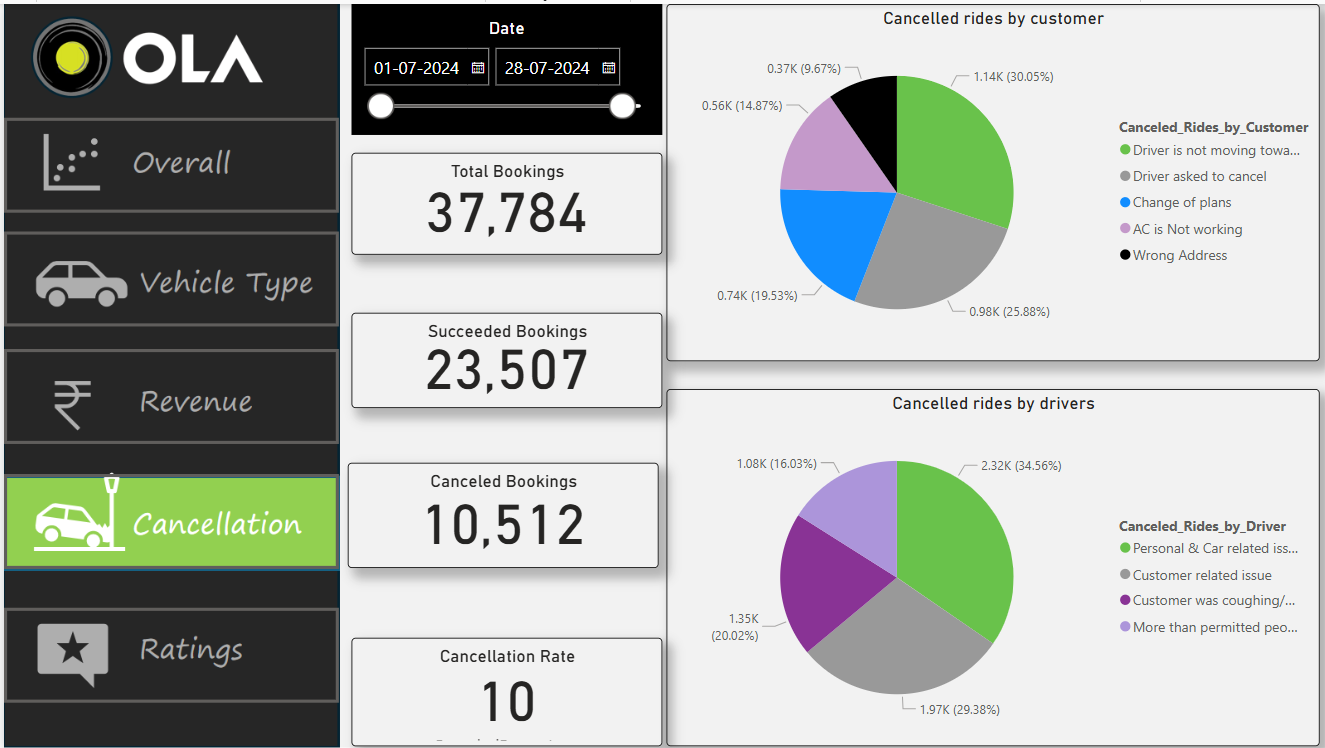 OLA
Overall
Vehicle Type
Revenue
Cancellation
Ratings
Date
01-07-2024
28-07-2024
Total Bookings
37,784
Succeeded Bookings
23,507
Canceled Bookings
10,512
Cancellation Rate
10
Cancelled rides by customer
0.37K (9.67%)
1.14K (30.05%)
0.56K (14.87%)
0.74K (19.53%)
0.98K (25.88%)
Canceled_Rides_by_Customer
Driver is not moving towa...
Driver asked to cancel
Change of plans
AC is Not working
Wrong Address
Cancelled rides by drivers
1.08K (16.03%)
2.32K (34.56%)
1.35K
(20.02%)
1.97K (29.38%)
Canceled_Rides_by_Driver
Personal & Car related iss...
Customer related issue
Customer was coughing/...
More than permitted peo...